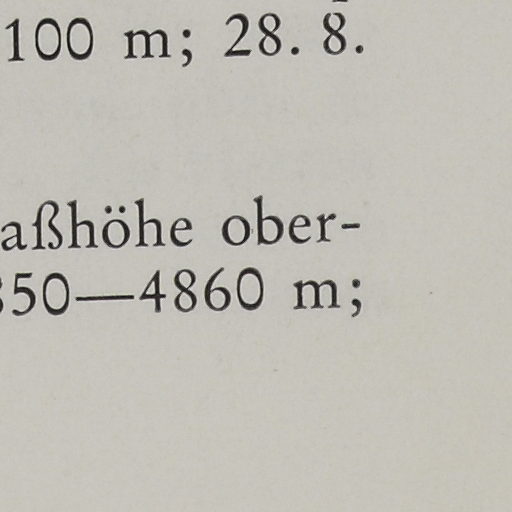 100 m; 28. 8.
aßhöhe ober-
50—4860 m;